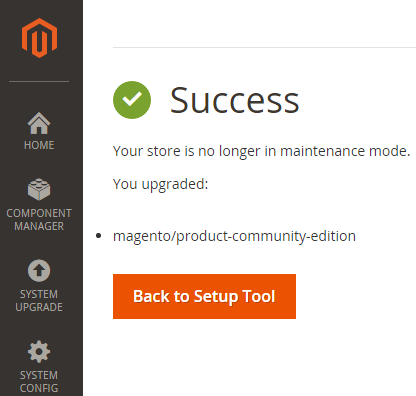 HOME
COMPONENT
MANAGER
SYSTEM
UPGRADE
SYSTEM
CONFIG
Success
Your store is no longer in maintenance mode.
You upgraded:
magento/product-community-edition
Back to Setup Tool